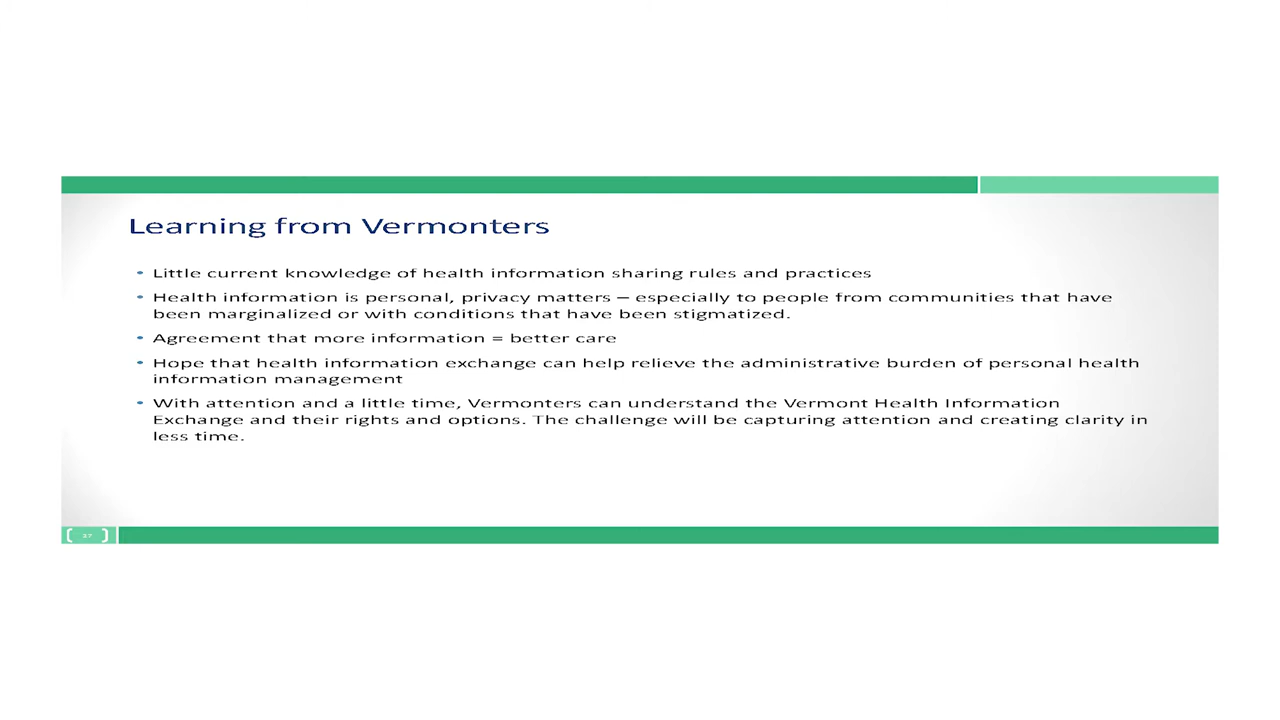 Learning from Vermonters
• Little current knowledge of health information sharing rules and practices
• Health information is personal, privacy matters – especially to people from communities that have
been marginalized or with conditions that have been stigmatized.
• Agreement that more information = better care
• Hope that health information exchange can help relieve the administrative burden of personal health
information management
• With attention and a little time, Vermonters can understand the Vermont Health Information
Exchange and their rights and options. The challenge will be capturing attention and creating clarity in
less time.